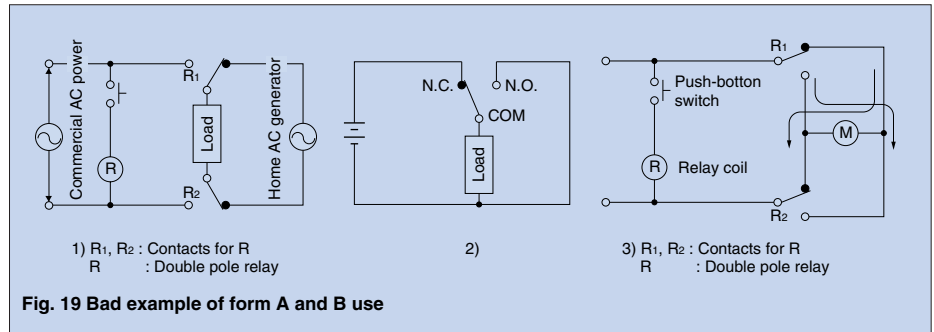 Commercial AC power
R
R1
R2
Load
Home AC generator
1) R1, R2 : Contacts for R
R : Double pole relay
N.C.
N.O.
COM
Load
2)
R1
Push-botton
switch
R
Relay coil
M
R2
3) R1, R2 : Contacts for R
R : Double pole relay
Fig. 19 Bad example of form A and B use